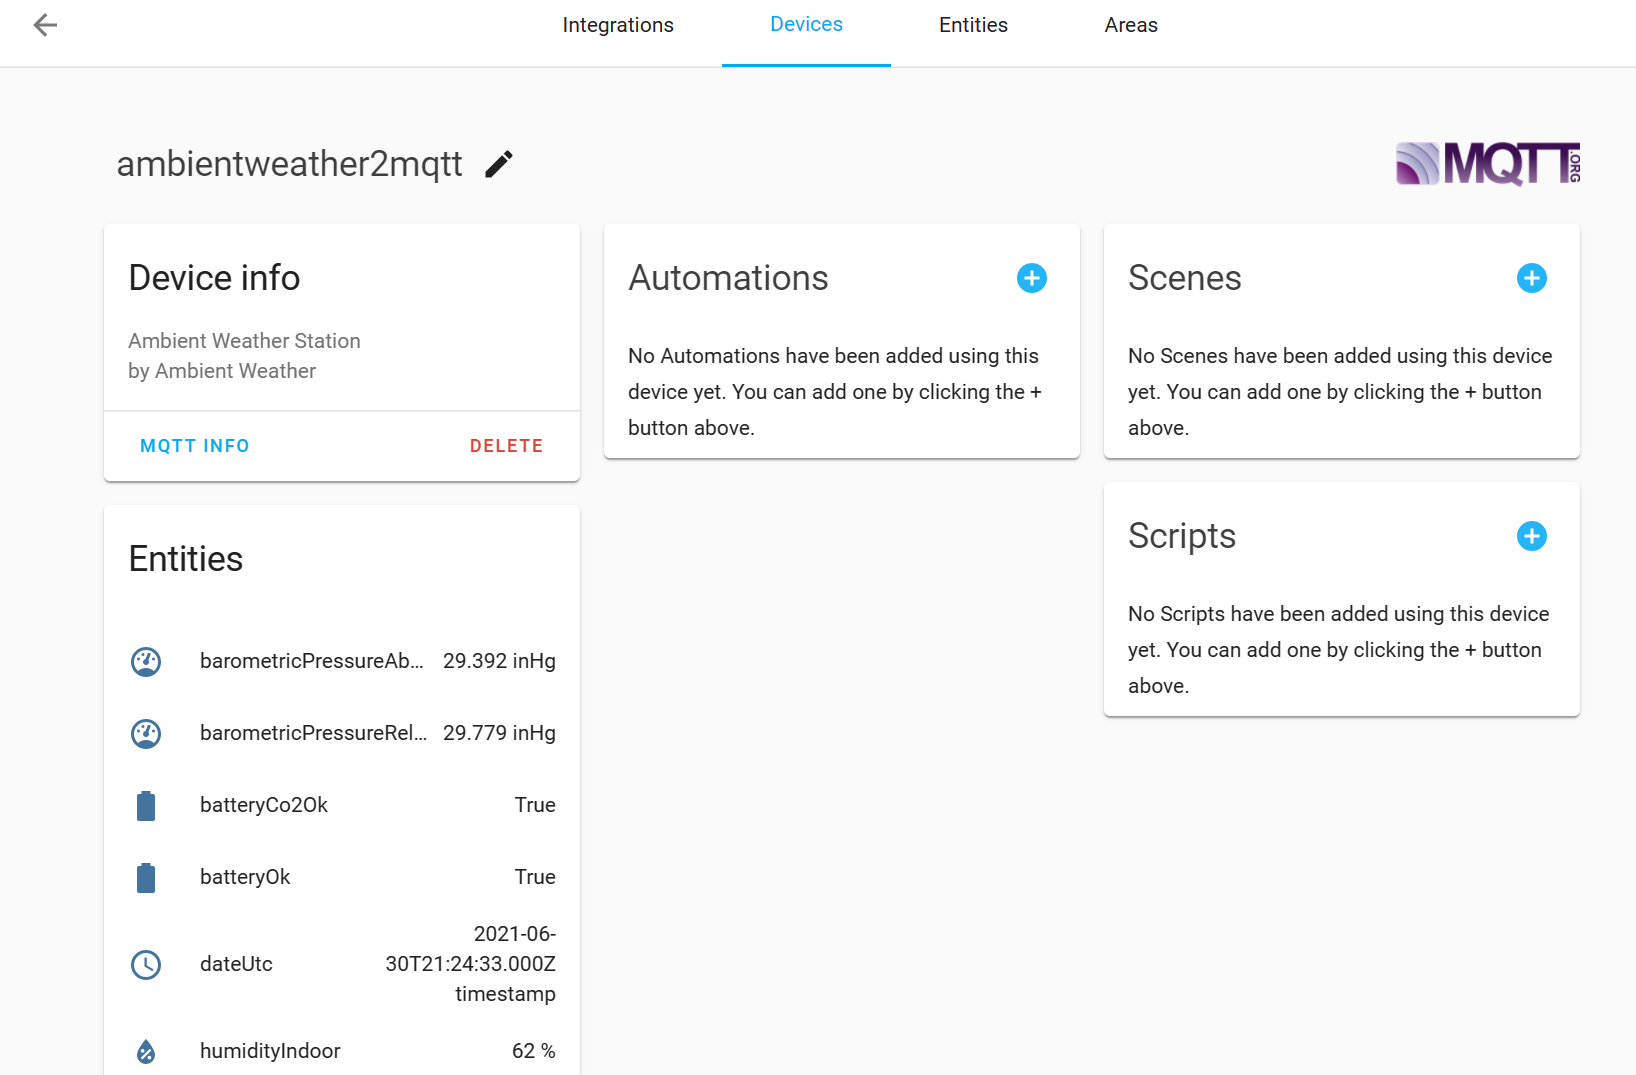 Integrations
Devices
Entities
Areas
ambientweather2mqtt
MQTT.ORG
Device info
Ambient Weather Station
by Ambient Weather
MQTT INFO
DELETE
Automations
No Automations have been added using this
device yet. You can add one by clicking the +
button above.
Scenes
No Scenes have been added using this device
yet. You can add one by clicking the + button
above.
Scripts
No Scripts have been added using this device
yet. You can add one by clicking the + button
above.
Entities
barometricPressureAb... 29.392 inHg
barometricPressureRel... 29.779 inHg
batteryCo2Ok True
batteryOk True
dateUtc
2021-06-
30T21:24:33.000Z
timestamp
humidityIndoor 62 %